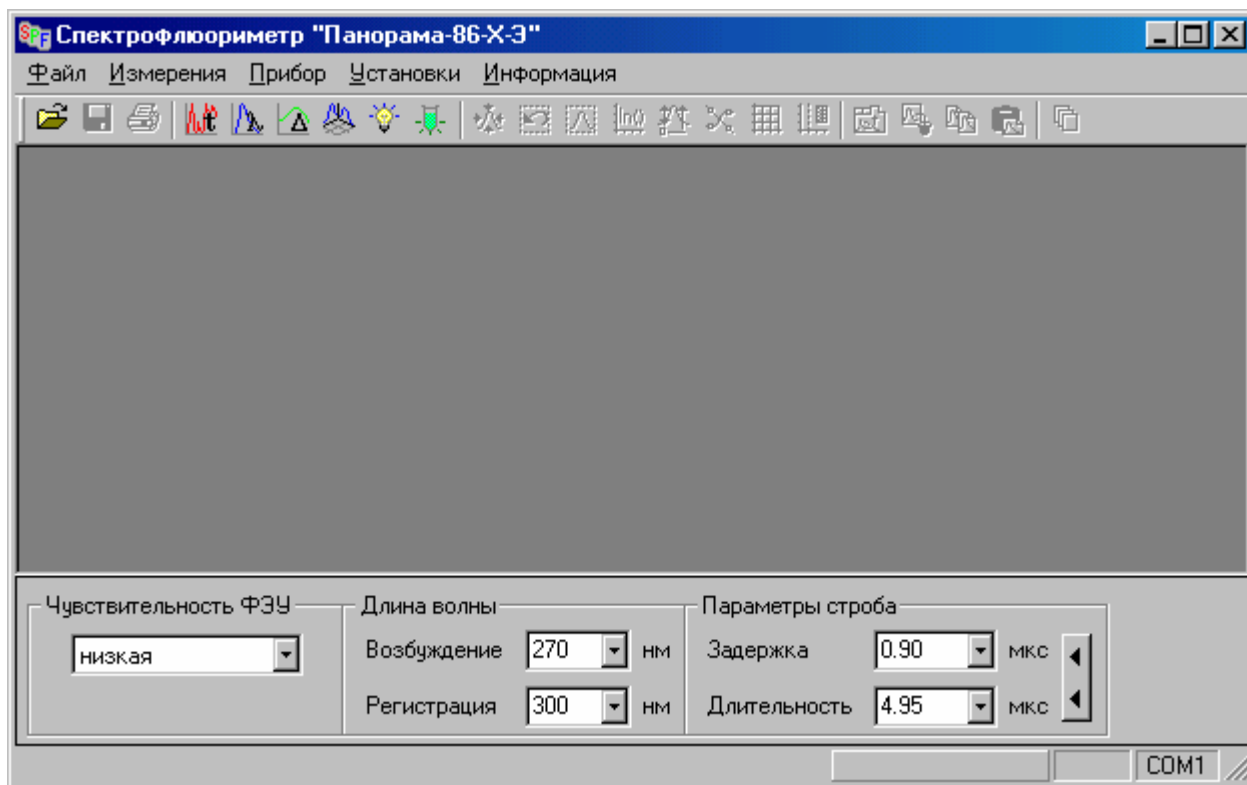 SPF Спектрофлюориметр "Панорама-86-Х-Э"
Файл Измерения Прибор Установки Информация
Чувствительность ФЭУ Длина волны Параметры строба
низкая Возбуждение 270 нм Задержка 0.90 мкс
Регистрация 300 нм Длительность 4.95 мкс
COM1